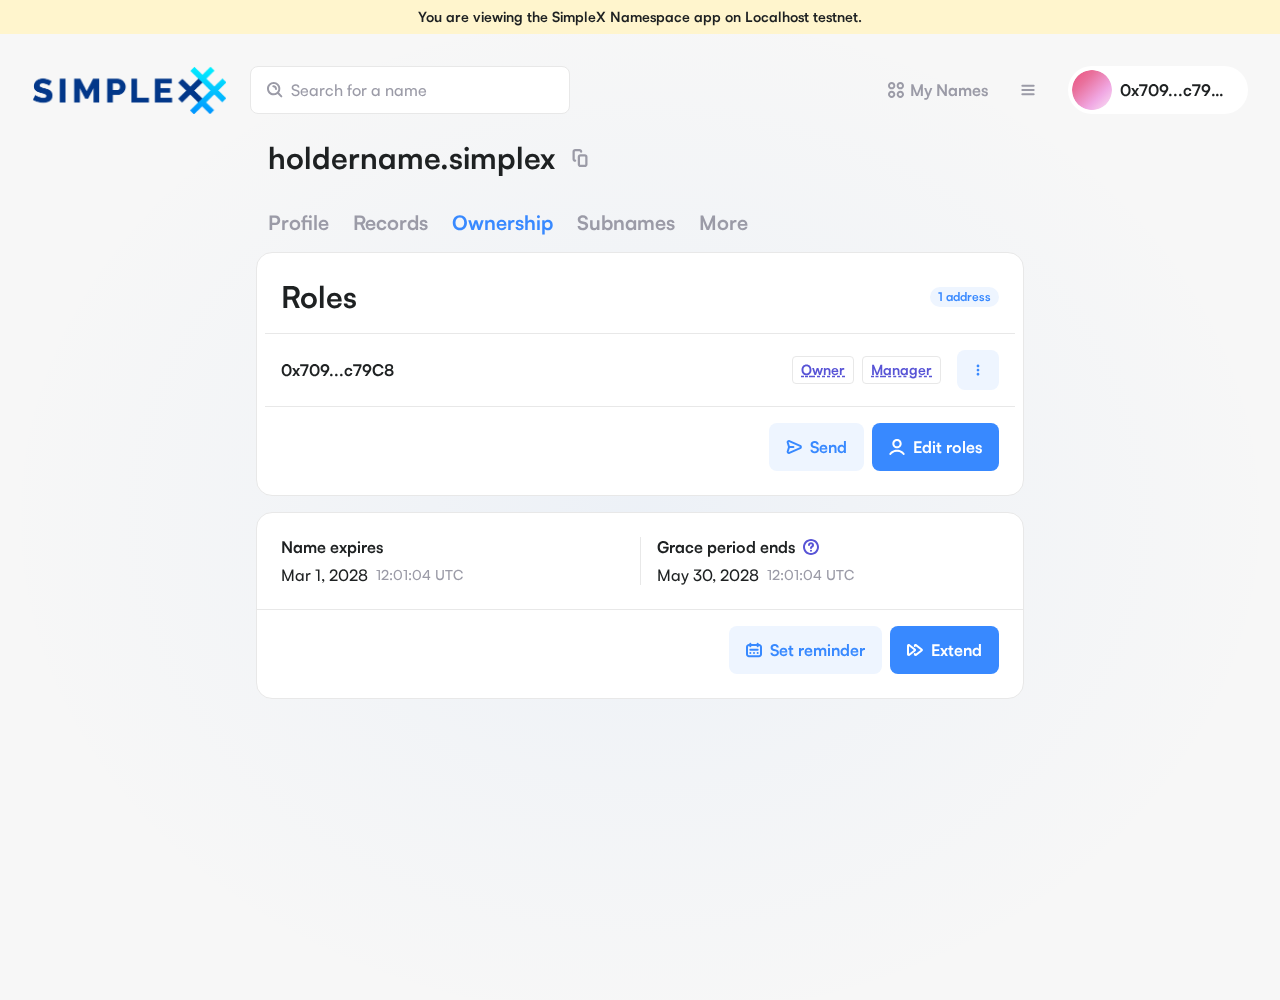 You are viewing the SimpleX Namespace app on Localhost testnet.
SIMPLEX
Search for a name
My Names
0x709...c79...
holdername.simplex
Profile Records Ownership Subnames More
Roles
1 address
0x709...c79C8
Owner Manager
Send Edit roles
Name expires
Mar 1, 2028 12:01:04 UTC
Grace period ends
May 30, 2028 12:01:04 UTC
Set reminder Extend